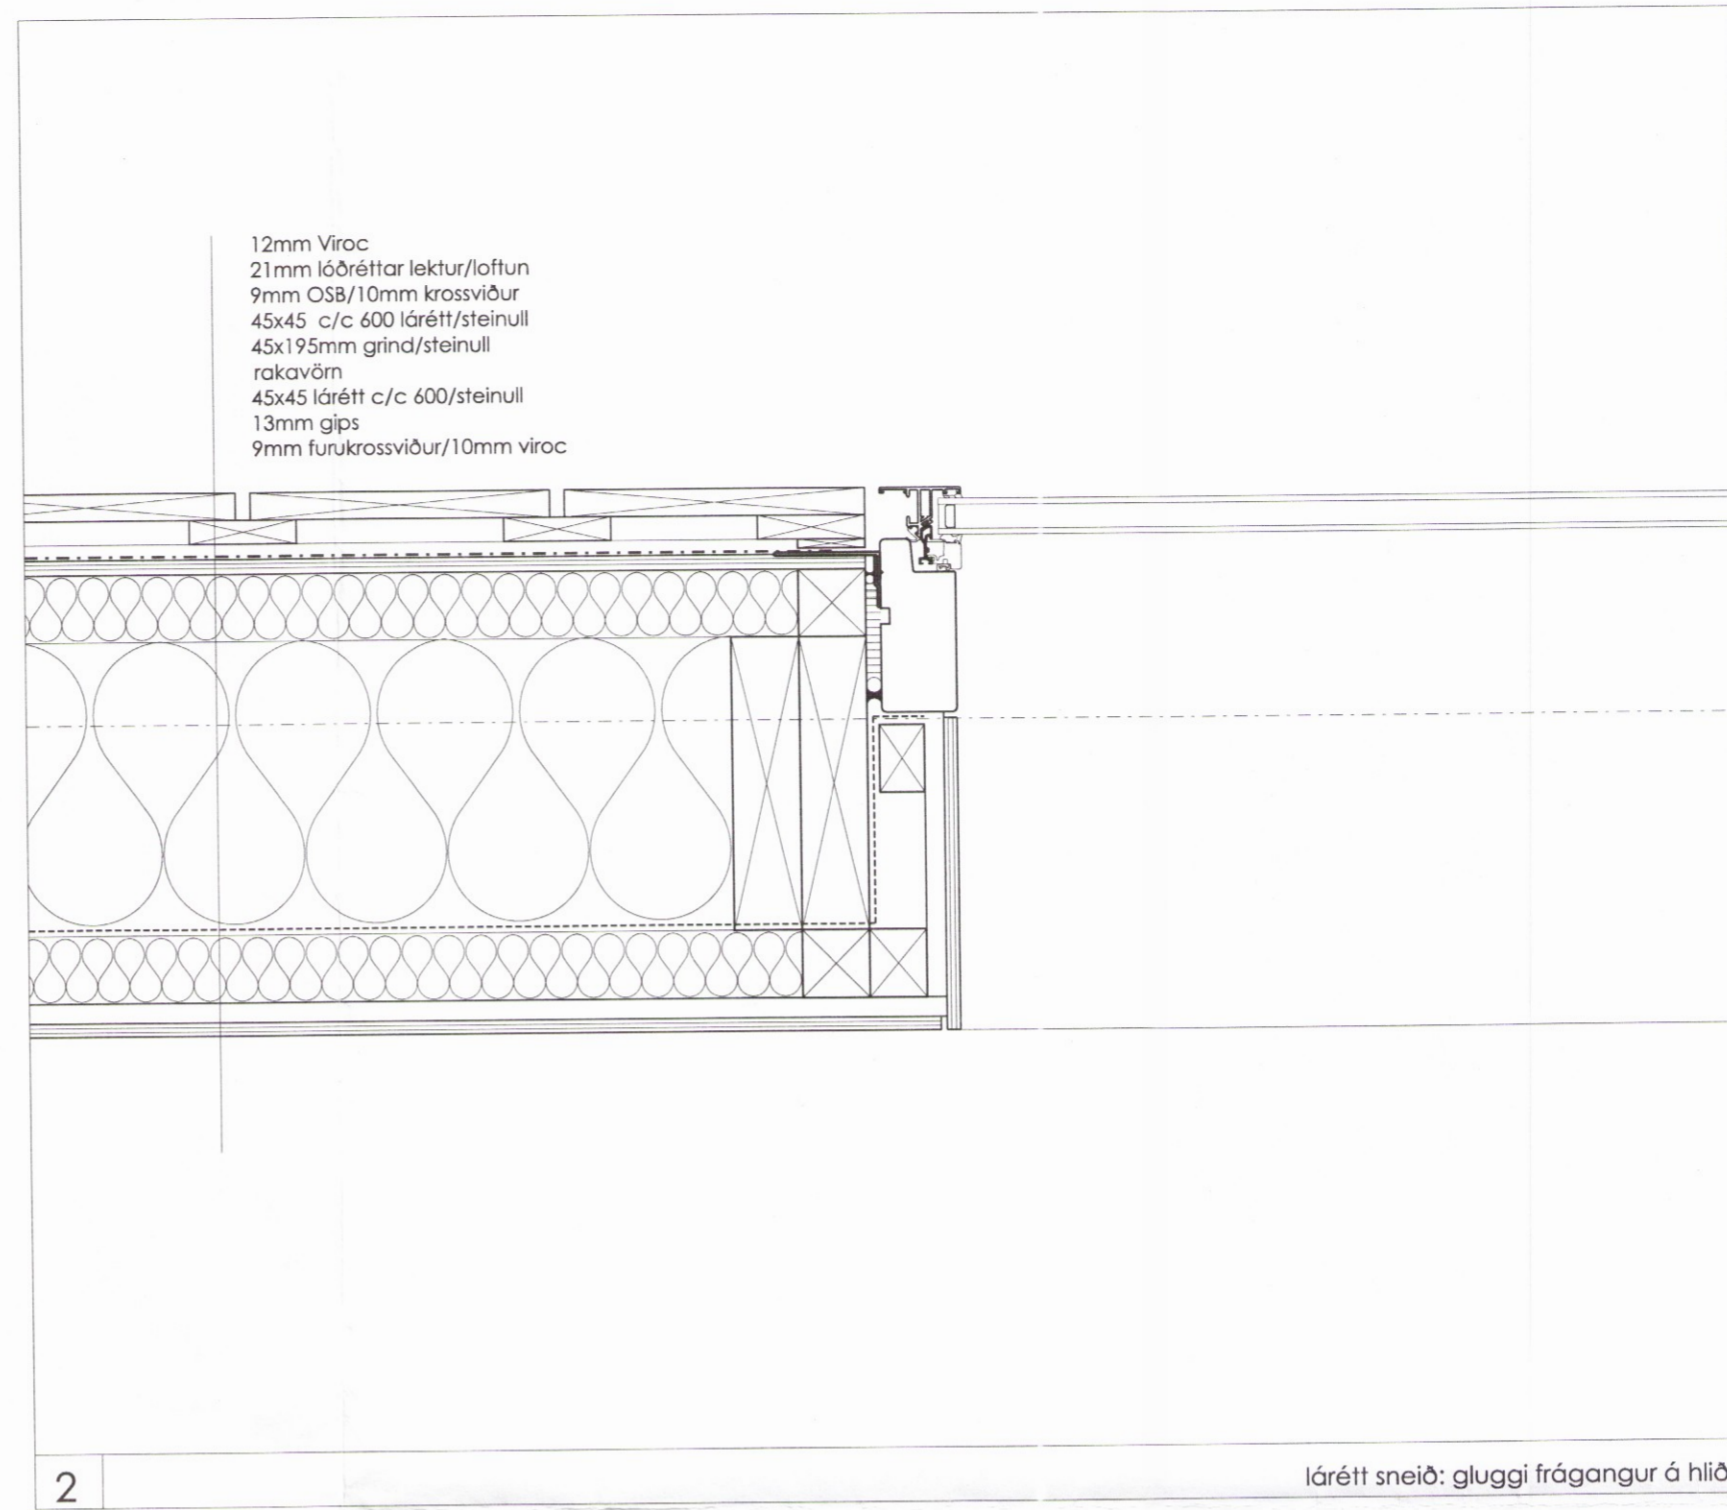 12mm Viroc
21mm lóðréttar lektur/loftun
9mm OSB/10mm krossviður
45x45 c/c 600 lárétt/steinull
45x195mm grind/steinull
rakavörn
45x45 lárétt c/c 600/steinull
13mm gips
9mm furukrossviður/10mm viroc
2
lárétt sneið: gluggi frágangur á hlið